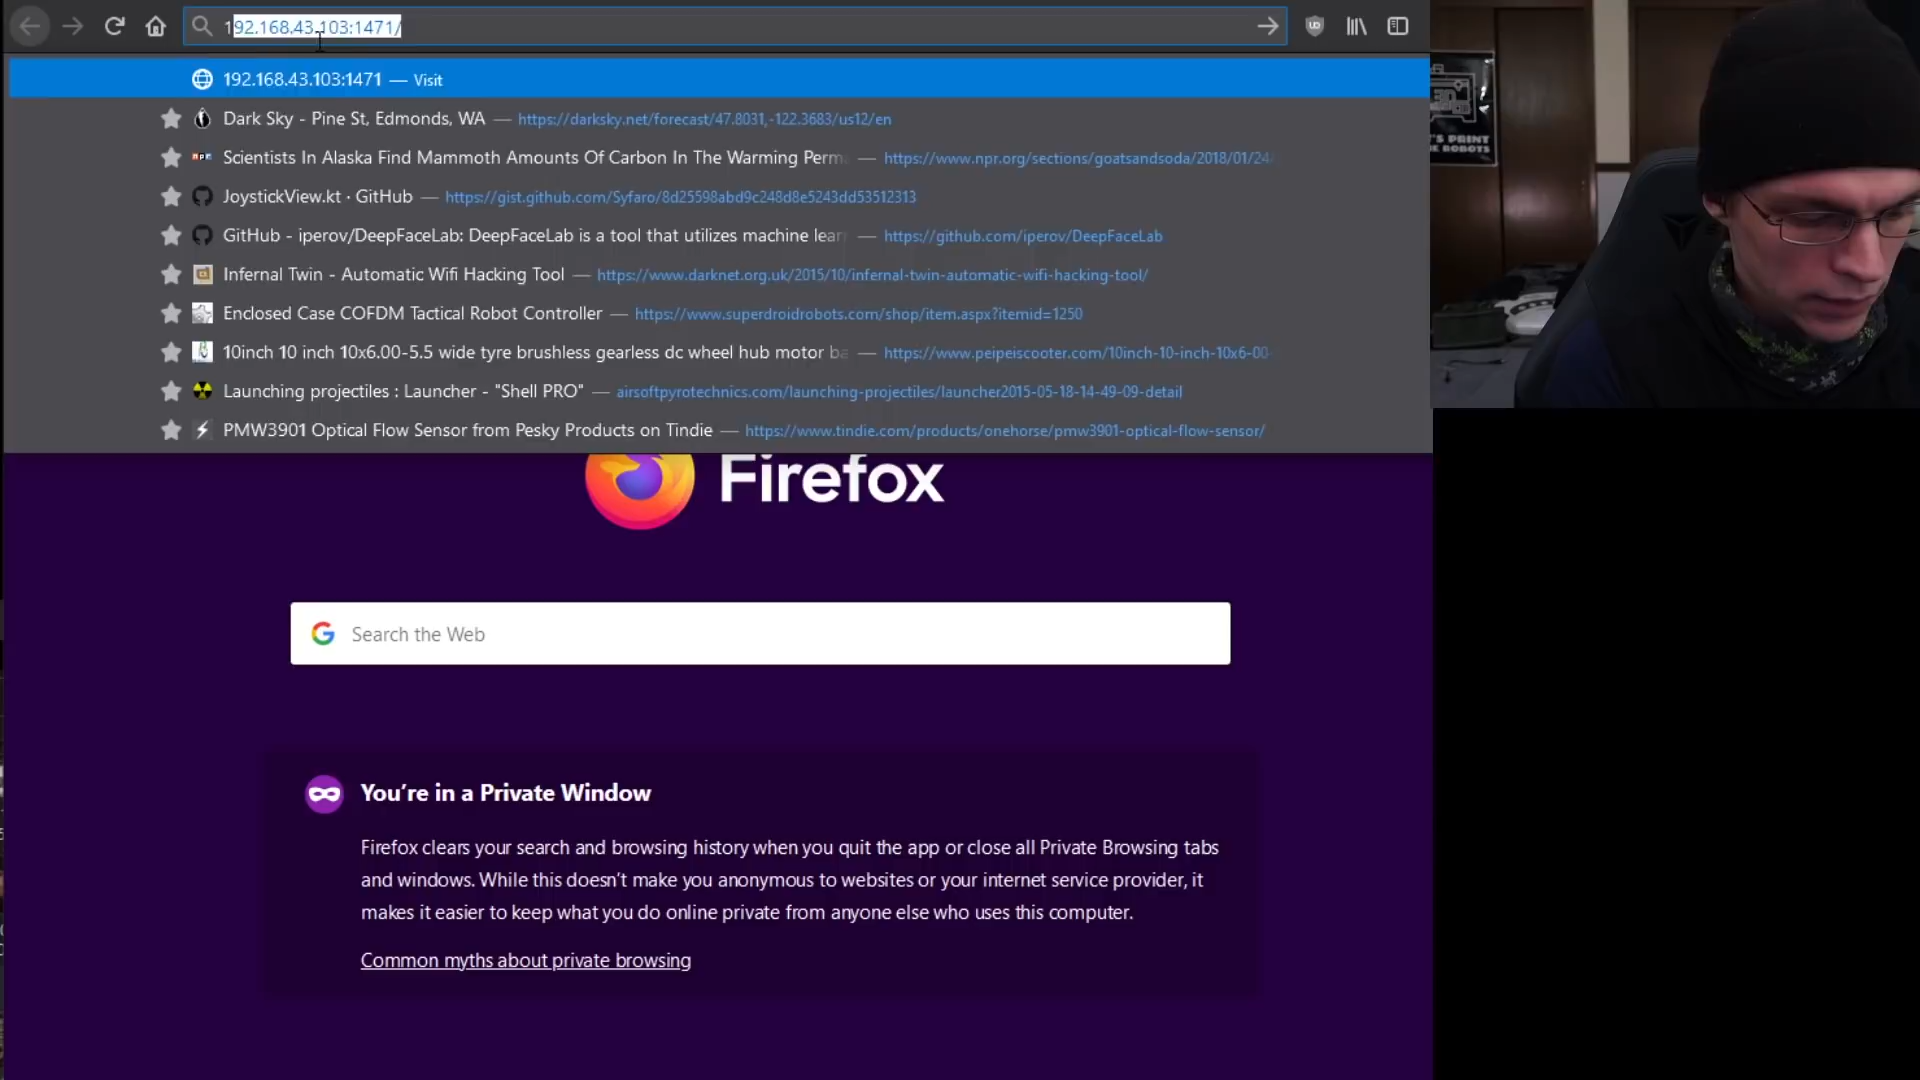 192.168.43.103:1471/
192.168.43.103:1471 — Visit
Dark Sky - Pine St, Edmonds, WA — https://darksky.net/forecast/47.8031,-122.3683/us12/en
Scientists In Alaska Find Mammoth Amounts Of Carbon In The Warming Perm — https://www.npr.org/sections/goatsandsoda/2018/01/24
JoystickView.kt · GitHub — https://gist.github.com/Syfaro/8d25598abd9c248d8e5243dd53512313
GitHub - iperov/DeepFaceLab: DeepFaceLab is a tool that utilizes machine lear — https://github.com/iperov/DeepFaceLab
Infernal Twin - Automatic Wifi Hacking Tool — https://www.darknet.org.uk/2015/10/infernal-twin-automatic-wifi-hacking-tool/
Enclosed Case COFDM Tactical Robot Controller — https://www.superdroidrobots.com/shop/item.aspx?itemid=1250
10inch 10 inch 10x6.00-5.5 wide tyre brushless gearless dc wheel hub motor ba — https://www.peipeiscooter.com/10inch-10-inch-10x6-00-
Launching projectiles : Launcher - "Shell PRO" — airsoftpyrotechnics.com/launching-projectiles/launcher2015-05-18-14-49-09-detail
PMW3901 Optical Flow Sensor from Pesky Products on Tindie — https://www.tindie.com/products/onehorse/pmw3901-optical-flow-sensor/
Firefox
Search the Web
You're in a Private Window
Firefox clears your search and browsing history when you quit the app or close all Private Browsing tabs
and windows. While this doesn't make you anonymous to websites or your internet service provider, it
makes it easier to keep what you do online private from anyone else who uses this computer.
Common myths about private browsing
'S PRINT
E ROBOTS